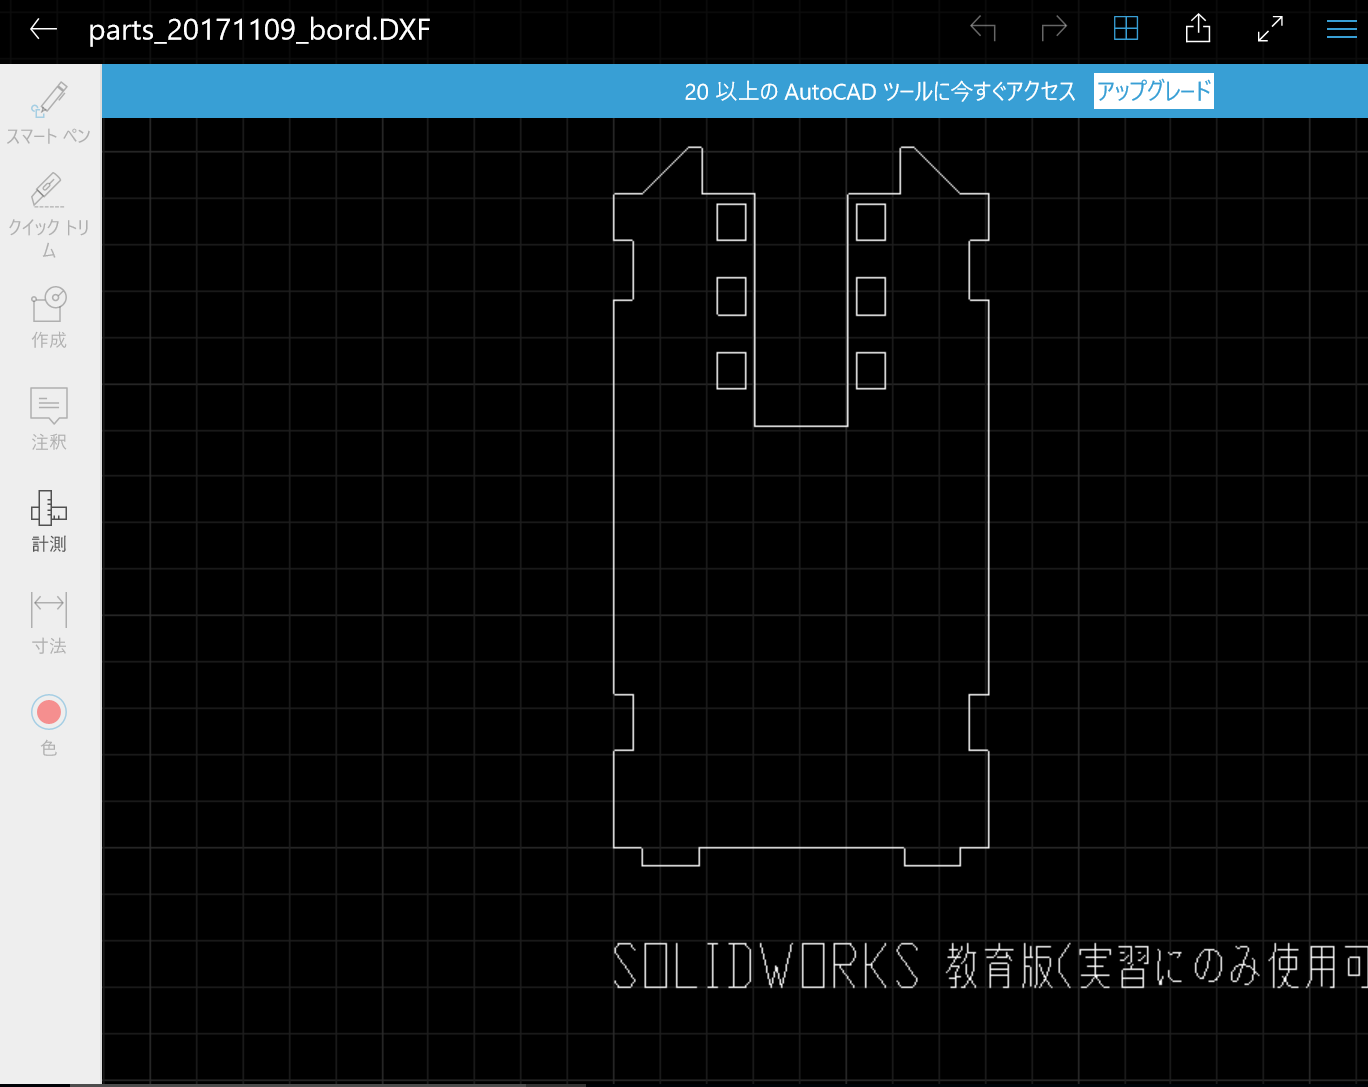 parts_20171109_bord.DXF
20 以上の AutoCAD ツールに今すぐアクセス アップグレード
スマート ペン
クイック トリ
ム
作成
注釈
計測
寸法
色
SOLIDWORKS 教育版(実習にのみ使用可